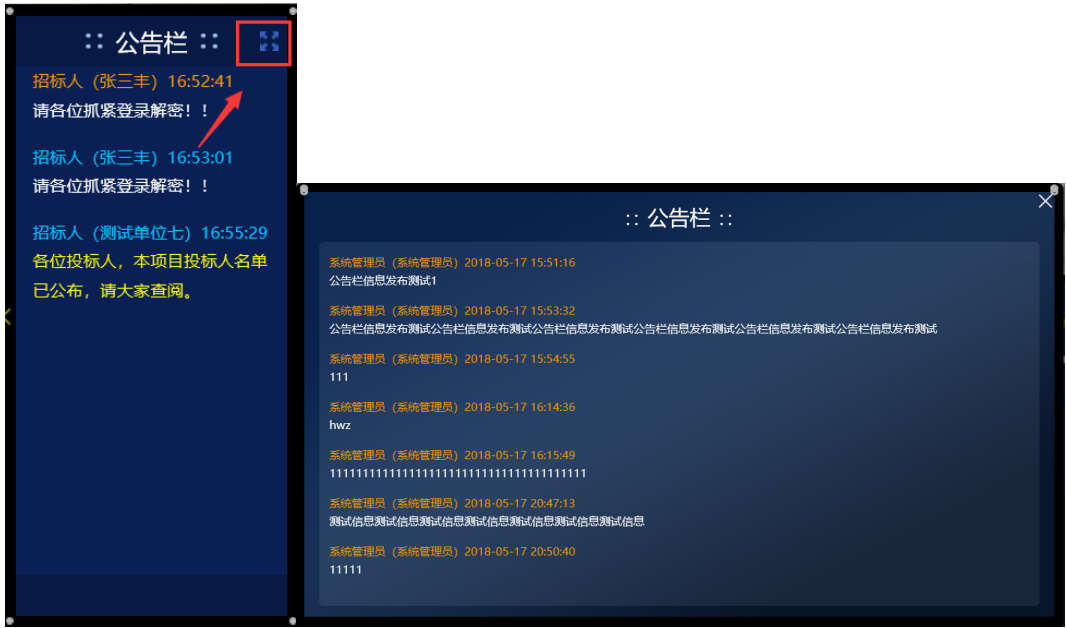 :: 公告栏 ::
招标人（张三丰）16:52:41
请各位抓紧登录解密！！
招标人（张三丰）16:53:01
请各位抓紧登录解密！！
招标人（测试单位七）16:55:29
各位投标人，本项目投标人名单
已公布，请大家查阅。
:: 公告栏 ::
系统管理员（系统管理员）2018-05-17 15:51:16
公告栏信息发布测试1
系统管理员（系统管理员）2018-05-17 15:53:32
公告栏信息发布测试公告栏信息发布测试公告栏信息发布测试公告栏信息发布测试公告栏信息发布测试公告栏信息发布测试
系统管理员（系统管理员）2018-05-17 15:54:55
111
系统管理员（系统管理员）2018-05-17 16:14:36
hwz
系统管理员（系统管理员）2018-05-17 16:15:49
11111111111111111111111111111111111111
系统管理员（系统管理员）2018-05-17 20:47:13
测试信息测试信息测试信息测试信息测试信息测试信息测试信息
系统管理员（系统管理员）2018-05-17 20:50:40
11111